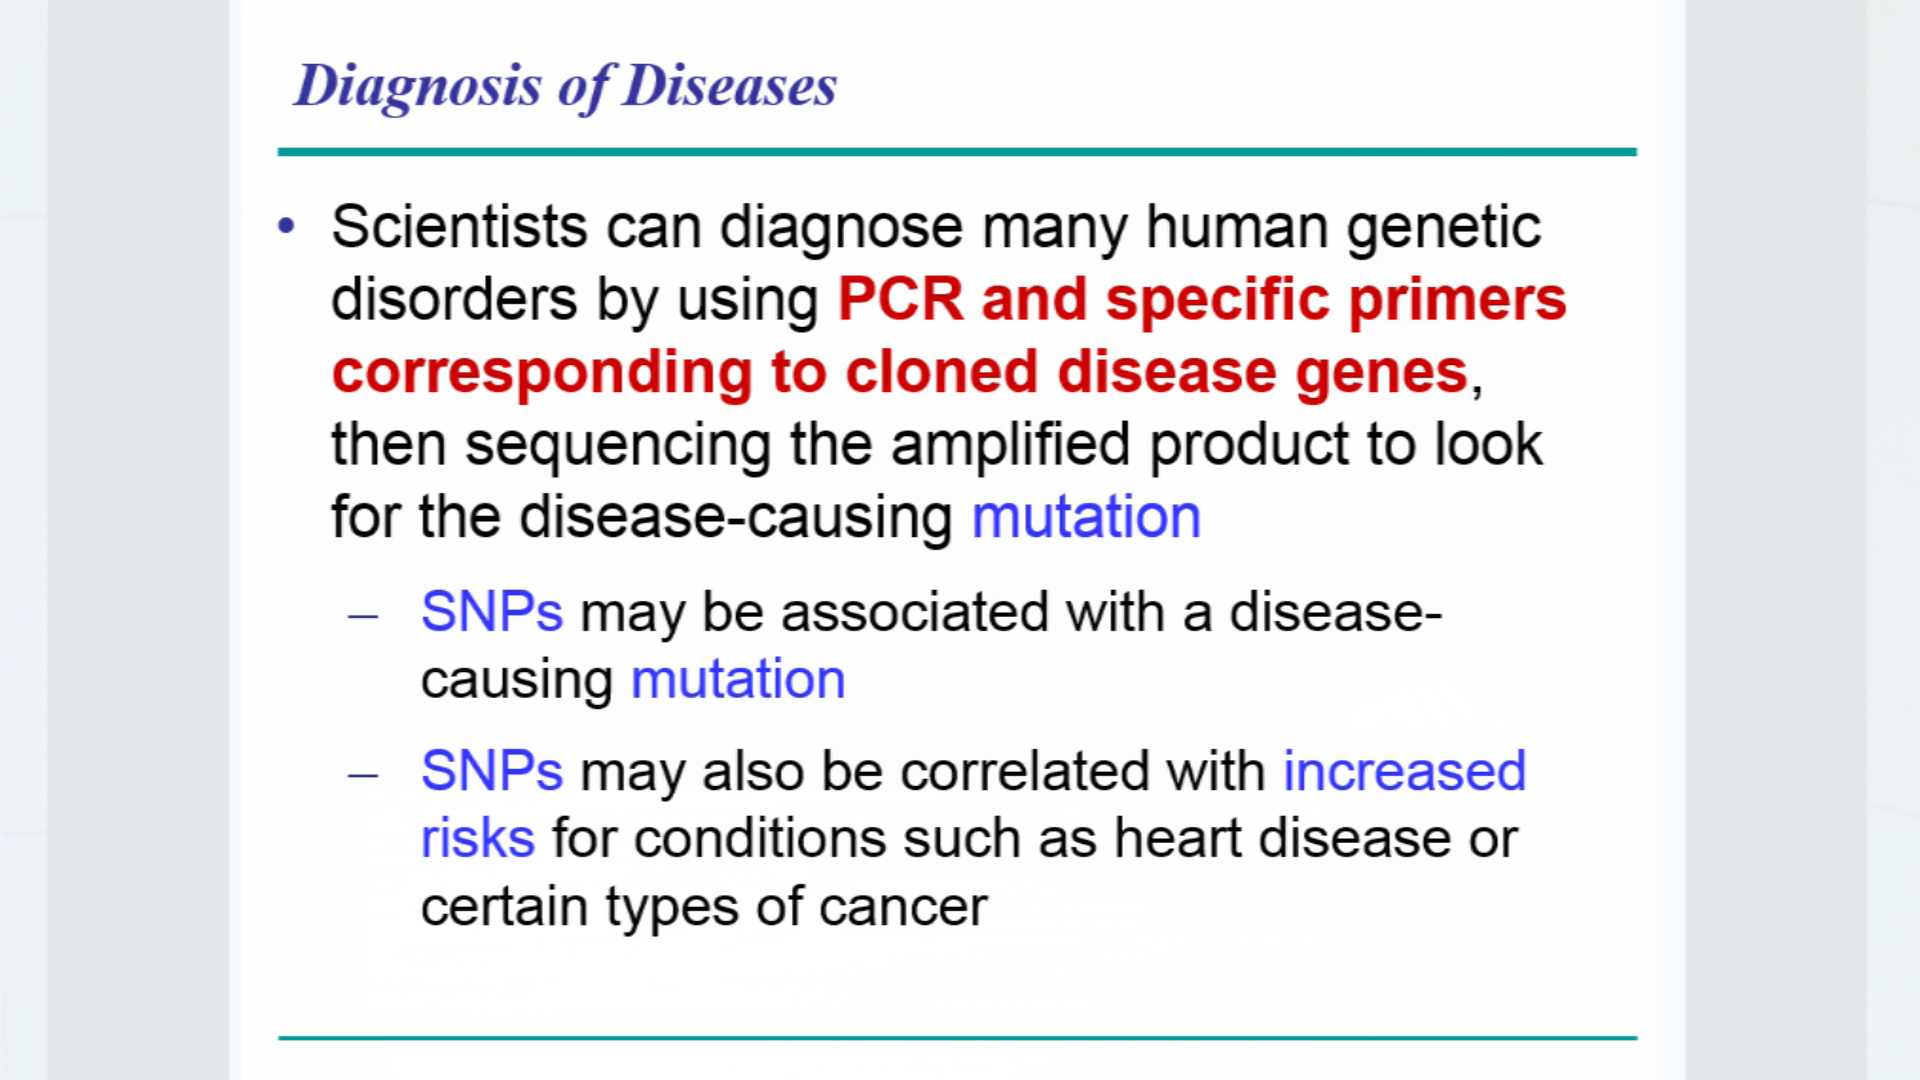 Diagnosis of Diseases
• Scientists can diagnose many human genetic
disorders by using PCR and specific primers
corresponding to cloned disease genes,
then sequencing the amplified product to look
for the disease-causing mutation
– SNPs may be associated with a disease-
causing mutation
– SNPs may also be correlated with increased
risks for conditions such as heart disease or
certain types of cancer